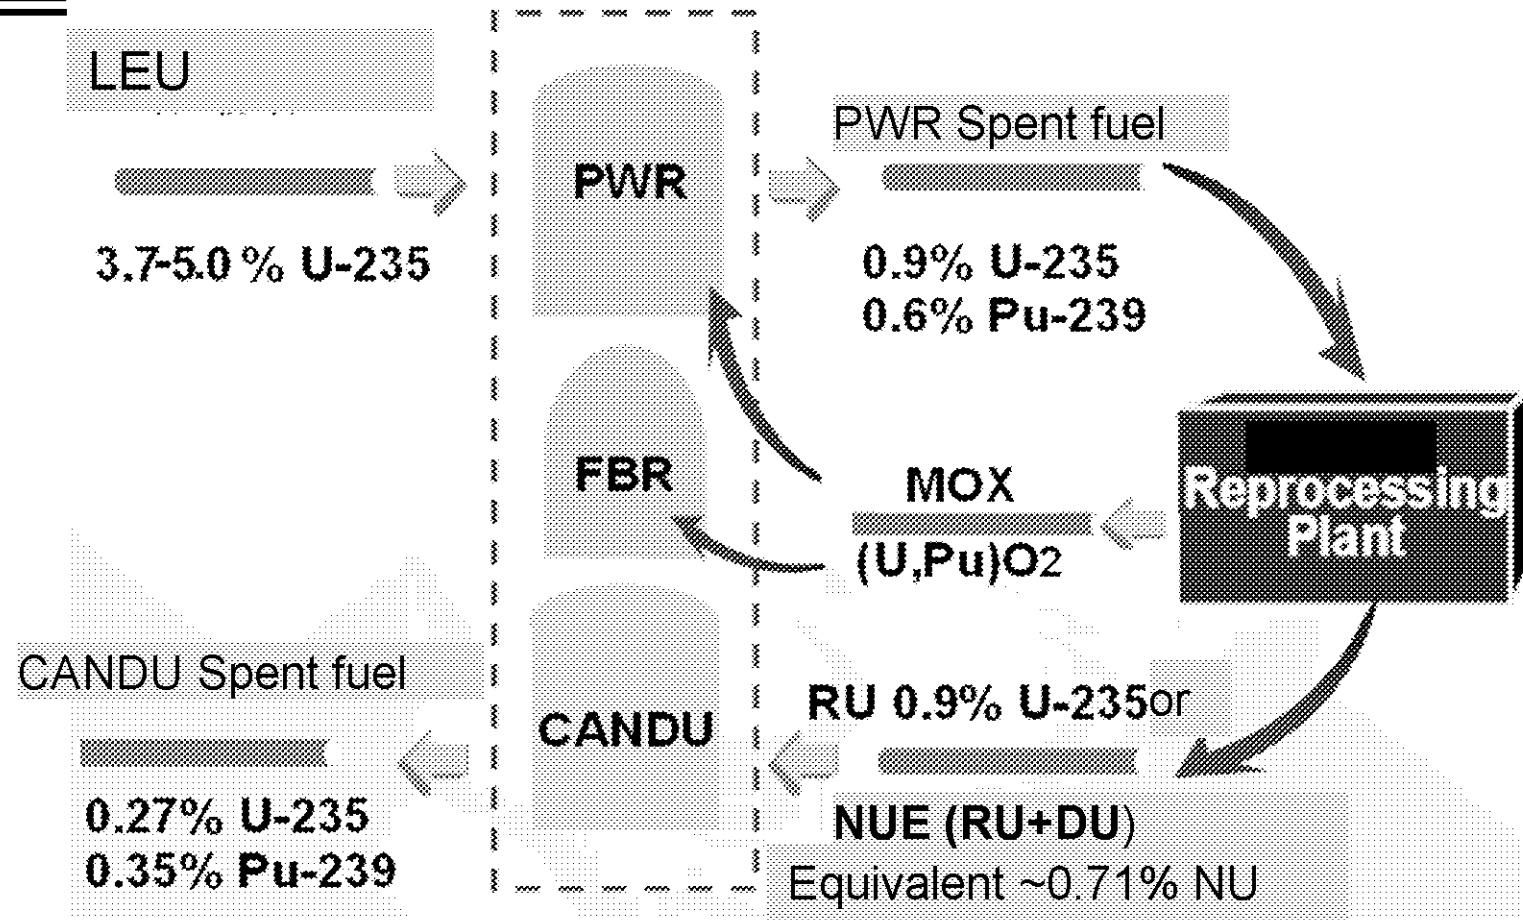 LEU
3.7-5.0 % U-235
PWR
PWR Spent fuel
0.9% U-235
0.6% Pu-239
FBR
MOX
(U,Pu)O2
Reprocessing
Plant
CANDU
CANDU Spent fuel
0.27% U-235
0.35% Pu-239
RU 0.9% U-235or
NUE (RU+DU)
Equivalent ~0.71% NU